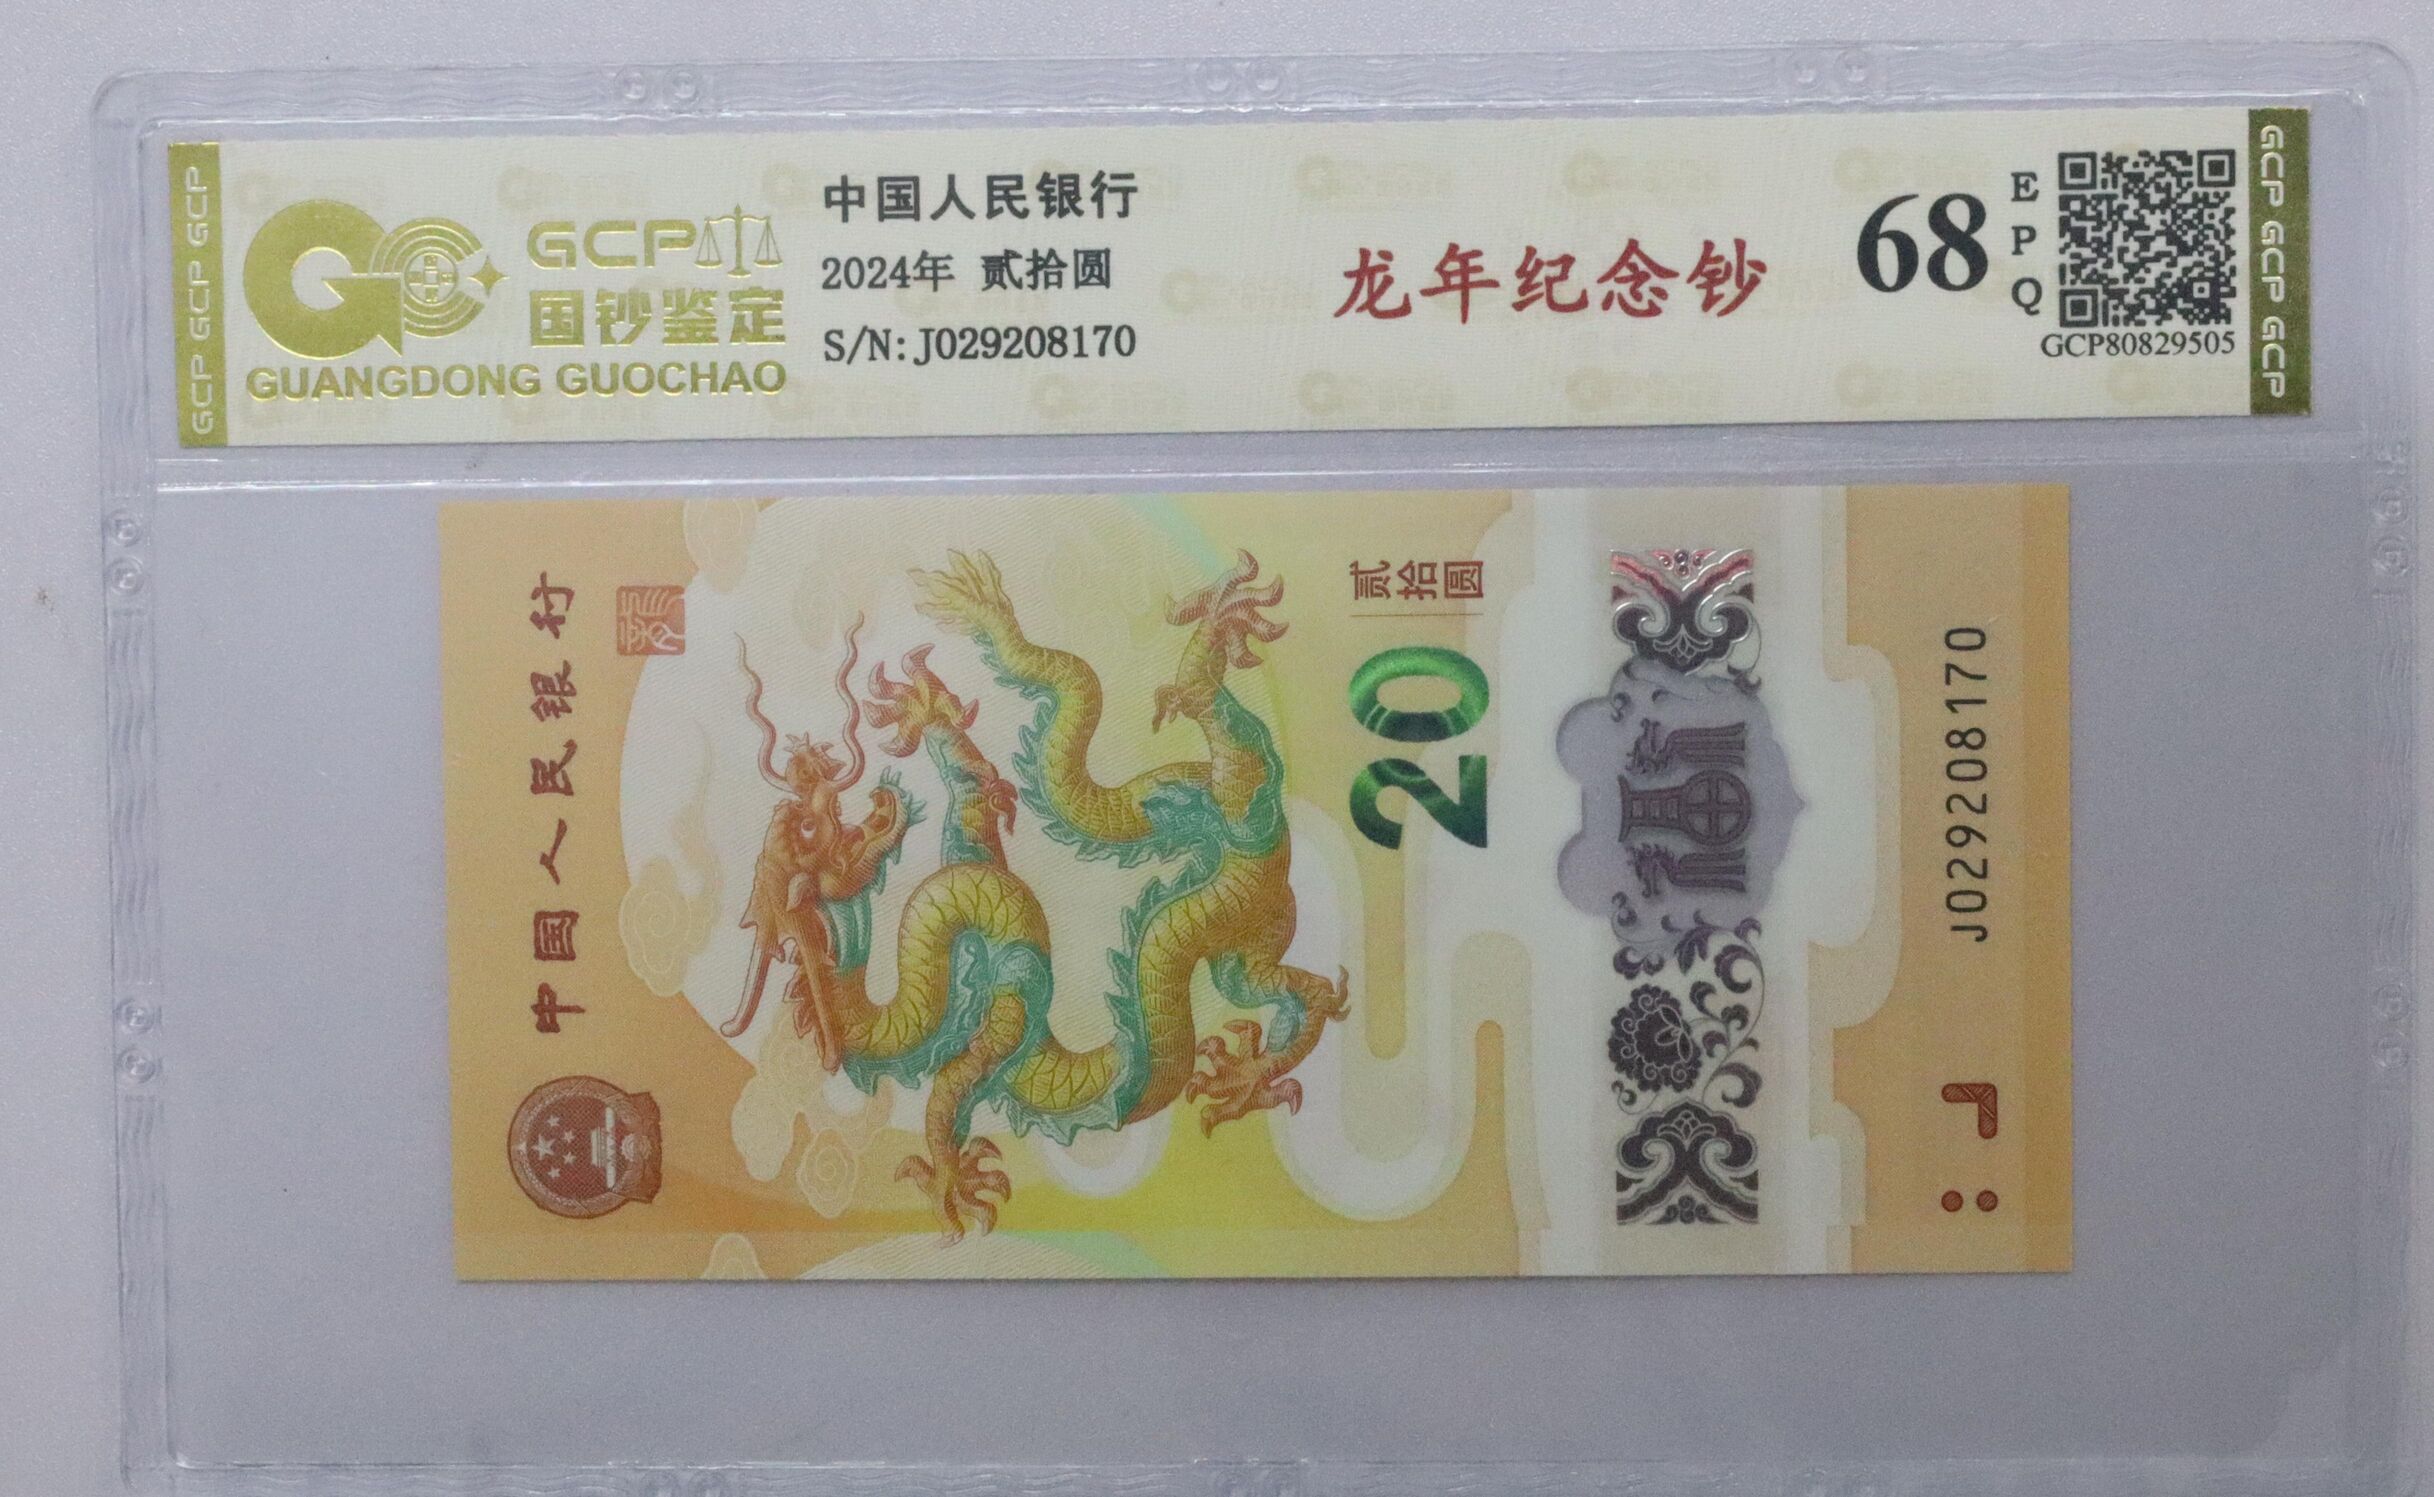 GCP GCP GCP
GCP
国钞鉴定
GUANGDONG GUOCHAO
中国人民银行
2024年 贰拾圆
S/N: J029208170
龙年纪念钞
68
EPQ
GCP80829505
GCP GCP GCP
中国人民银行
贰拾圆
20
J029208170